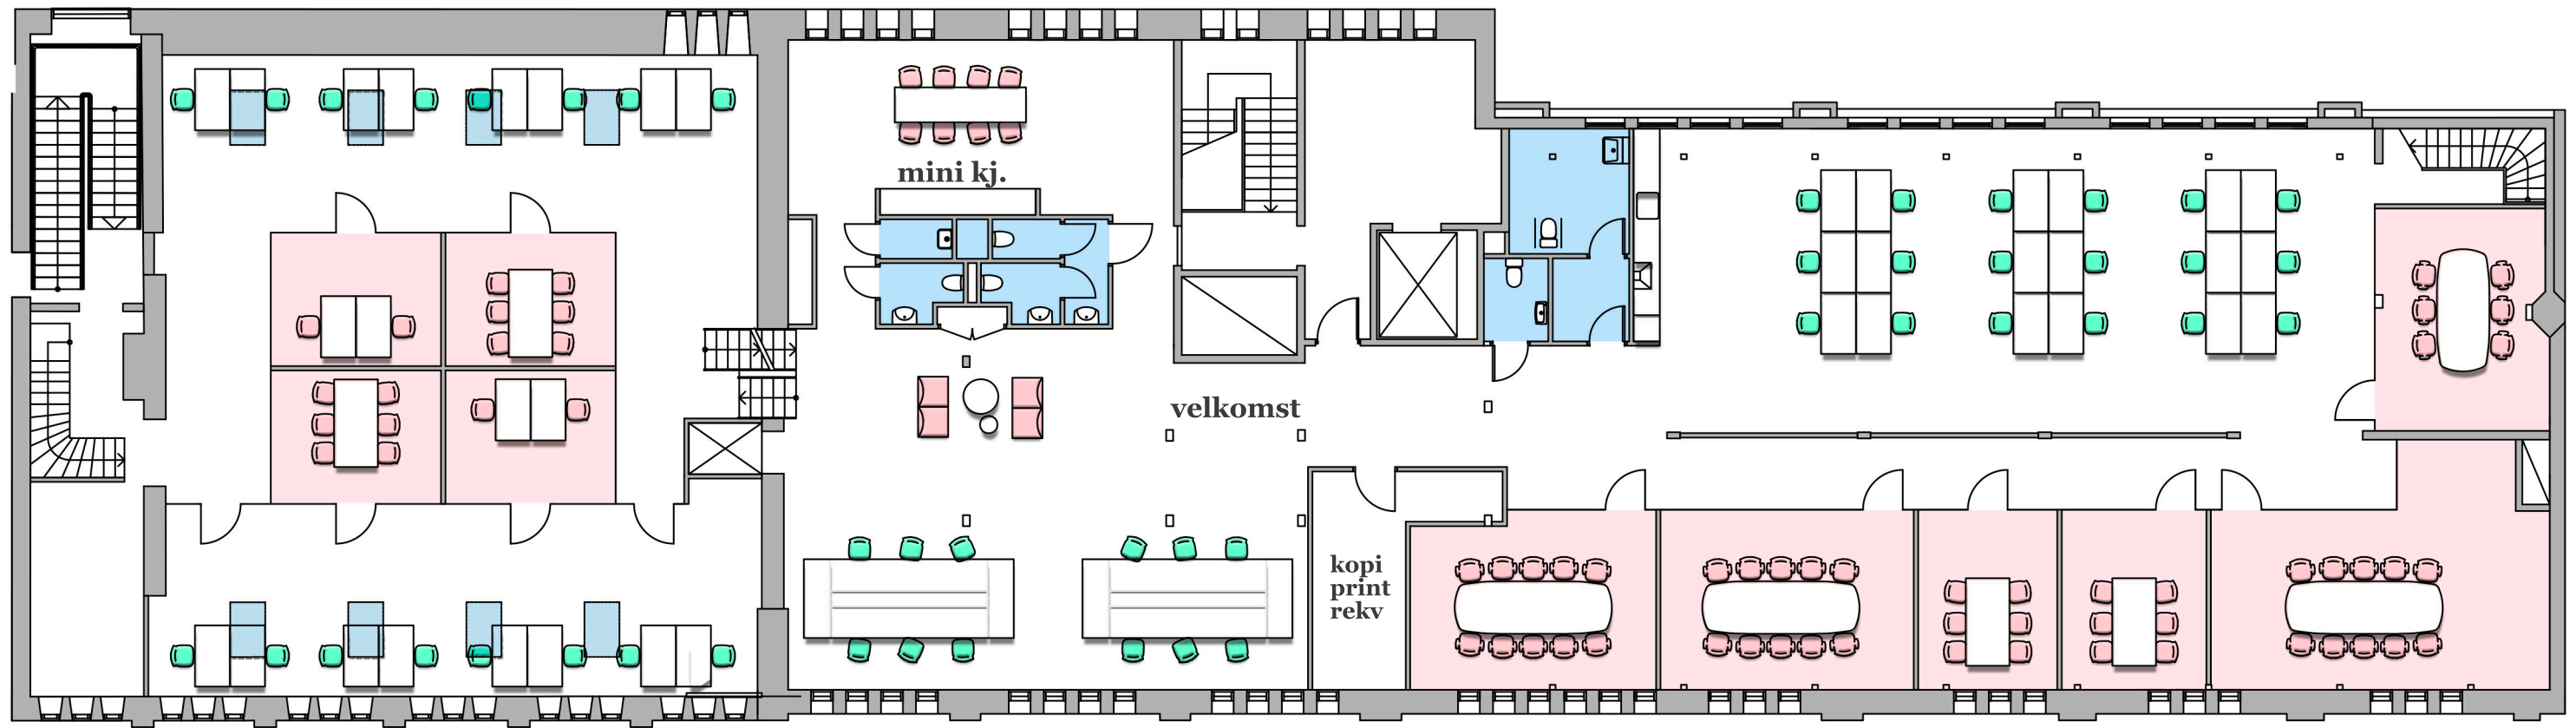 mini kj.
velkomst
kopi
print
rekv